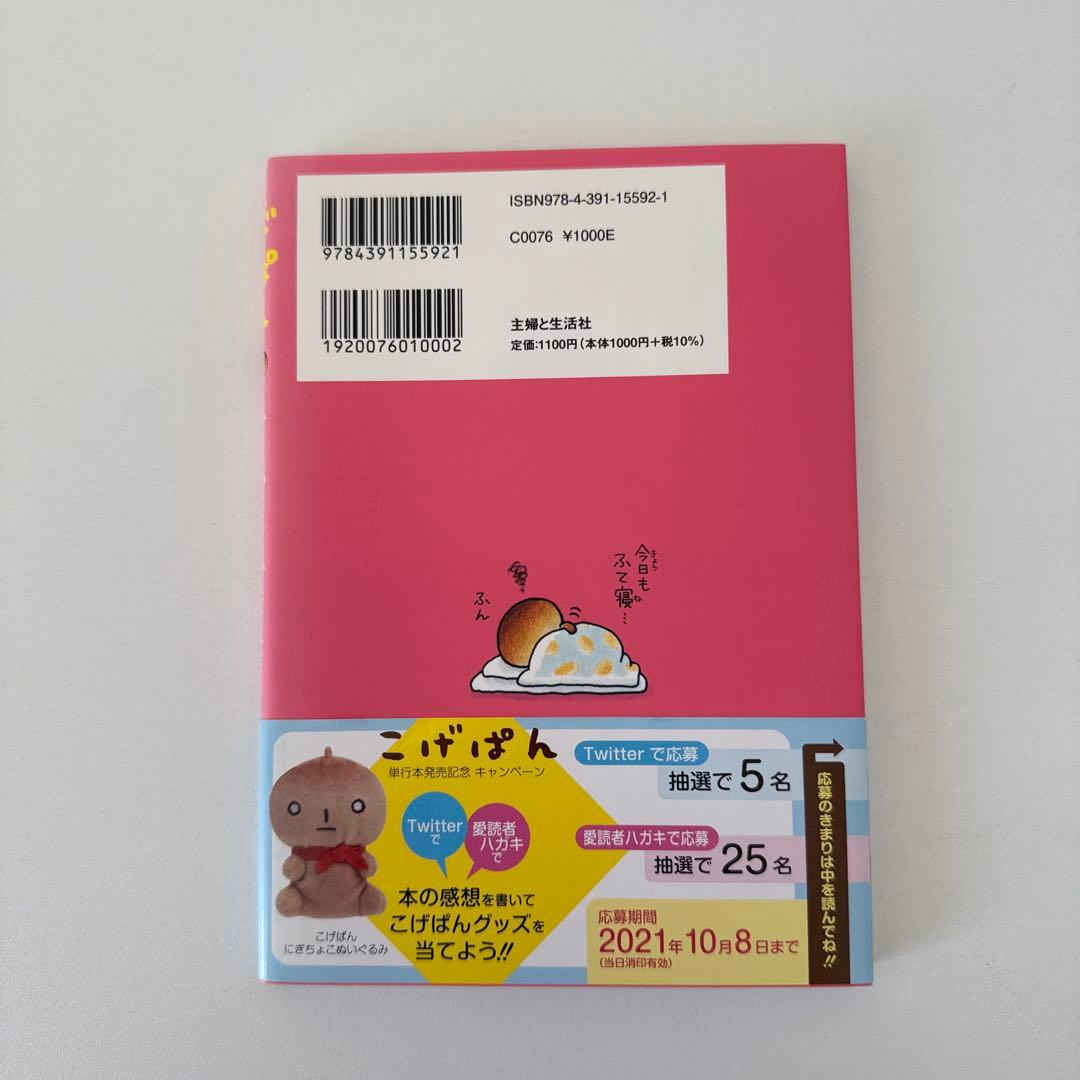 ISBN978-4-391-15592-1
C0076 ¥1000E
9784391155921
1920076010002
主婦と生活社
定価:1100円(本体1000円+税10%)
今日も
きょう
ふて寝…
ね
ふん
こげぱん
単行本発売記念 キャンペーン
Twitter
で
愛読者
ハガキ
で
本の感想を書いて
こげぱんグッズを
当てよう!!
こげぱん
にぎちょこぬいぐるみ
Twitterで応募
抽選で5名
愛読者ハガキで応募
抽選で25名
応募期間
2021年10月8日まで
(当日消印有効)
応募のきまりは中を読んでね!!